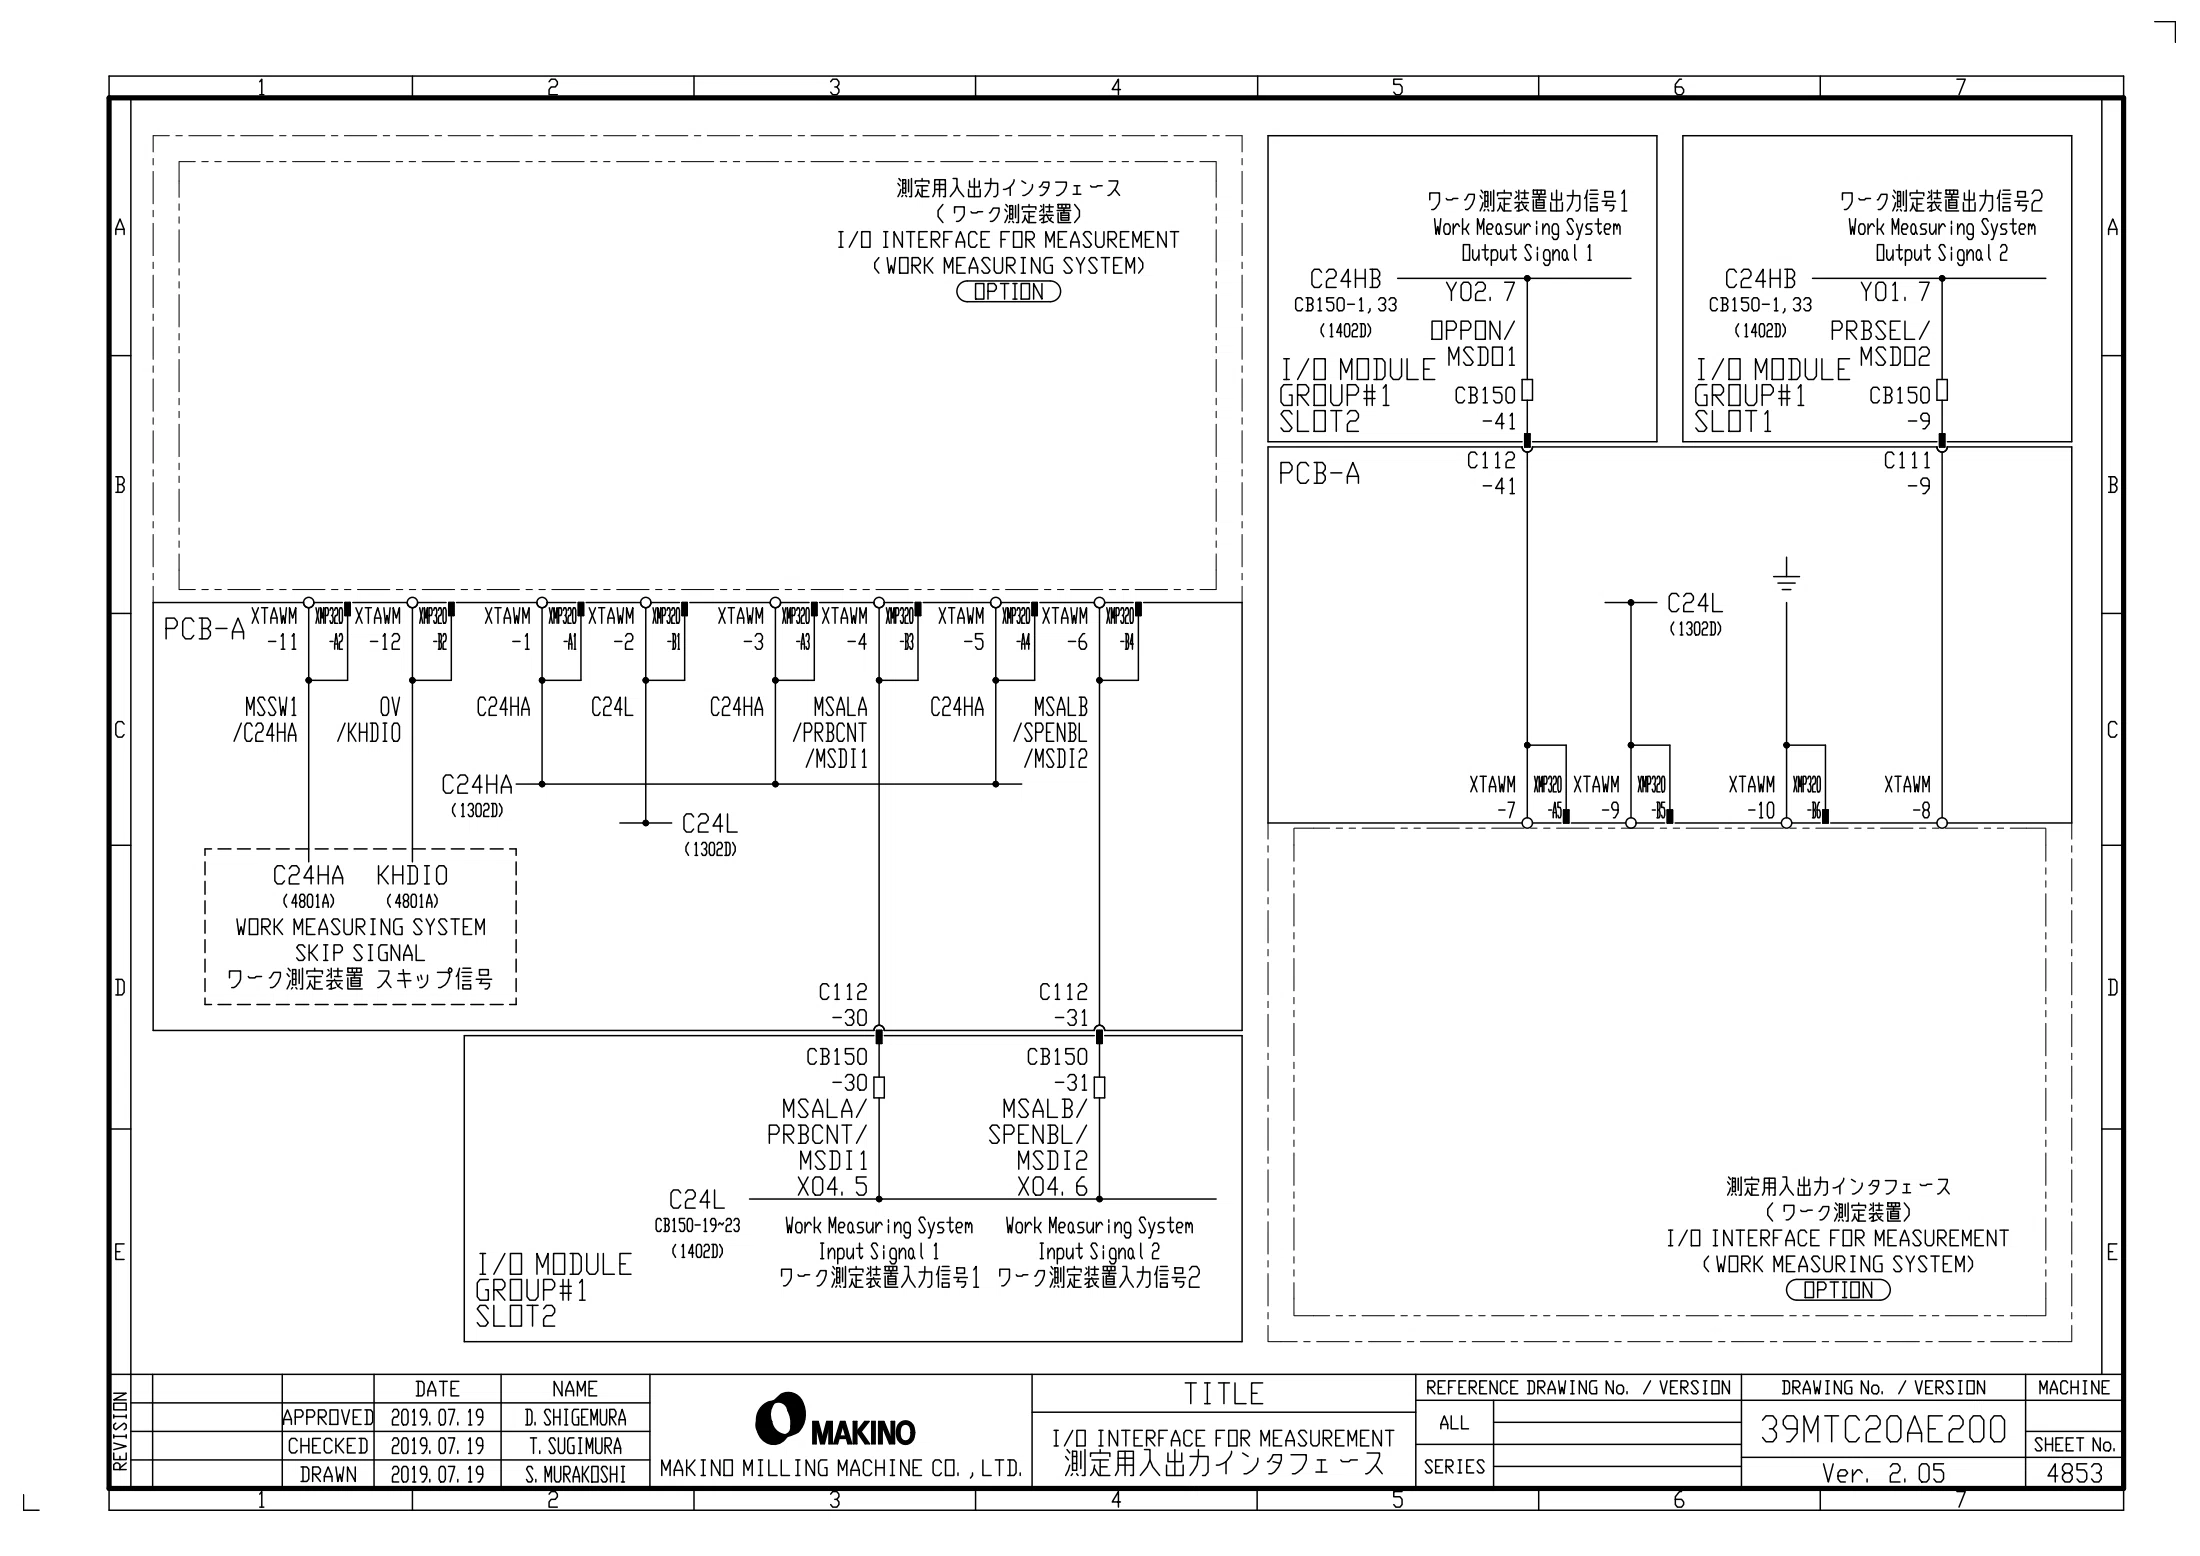 1 2 3 4 5 6 7
A
B
C
D
E
測定用入出力インタフェース
(ワーク測定装置)
I/O INTERFACE FOR MEASUREMENT
(WORK MEASURING SYSTEM)
OPTION
PCB-A
XTAWM
-11
XMP320
-A2
XTAWM
-12
XMP320
-B2
XTAWM
-1
XMP320
-A1
XTAWM
-2
XMP320
-B1
XTAWM
-3
XMP320
-A3
XTAWM
-4
XMP320
-B3
XTAWM
-5
XMP320
-A4
XTAWM
-6
XMP320
-B4
MSSW1
/C24HA
0V
/KHDI0
C24HA
C24L
C24HA
MSALA
/PRBCNT
/MSDI1
C24HA
MSALB
/SPENBL
/MSDI2
C24HA
(1302D)
C24L
(1302D)
C24HA
(4801A)
KHDI0
(4801A)
WORK MEASURING SYSTEM
SKIP SIGNAL
ワーク測定装置 スキップ信号
C112
-30
C112
-31
CB150
-30
MSALA/
PRBCNT/
MSDI1
X04.5
CB150
-31
MSALB/
SPENBL/
MSDI2
X04.6
C24L
CB150-19~23
(1402D)
Work Measuring System
Input Signal 1
ワーク測定装置入力信号1
Work Measuring System
Input Signal 2
ワーク測定装置入力信号2
I/O MODULE
GROUP#1
SLOT2
ワーク測定装置出力信号1
Work Measuring System
Output Signal 1
C24HB
CB150-1,33
(1402D)
Y02.7
OPPON/
MSDO1
I/O MODULE
GROUP#1
SLOT2
CB150
-41
ワーク測定装置出力信号2
Work Measuring System
Output Signal 2
C24HB
CB150-1,33
(1402D)
Y01.7
PRBSEL/
MSDO2
I/O MODULE
GROUP#1
SLOT1
CB150
-9
PCB-A
C112
-41
C111
-9
C24L
(1302D)
XTAWM
-7
XMP320
-A5
XTAWM
-9
XMP320
-B5
XTAWM
-10
XMP320
-B6
XTAWM
-8
測定用入出力インタフェース
(ワーク測定装置)
I/O INTERFACE FOR MEASUREMENT
(WORK MEASURING SYSTEM)
OPTION
A
B
C
D
E
REVISION
DATE NAME
APPROVED 2019.07.19 D. SHIGEMURA
CHECKED 2019.07.19 T. SUGIMURA
DRAWN 2019.07.19 S. MURAKOSHI
MAKINO
MAKINO MILLING MACHINE CO.,LTD.
TITLE
I/O INTERFACE FOR MEASUREMENT
測定用入出力インタフェース
REFERENCE DRAWING No. / VERSION
ALL
SERIES
DRAWING No. / VERSION
39MTC20AE200
Ver. 2.05
MACHINE
SHEET No.
4853
1 2 3 4 5 6 7